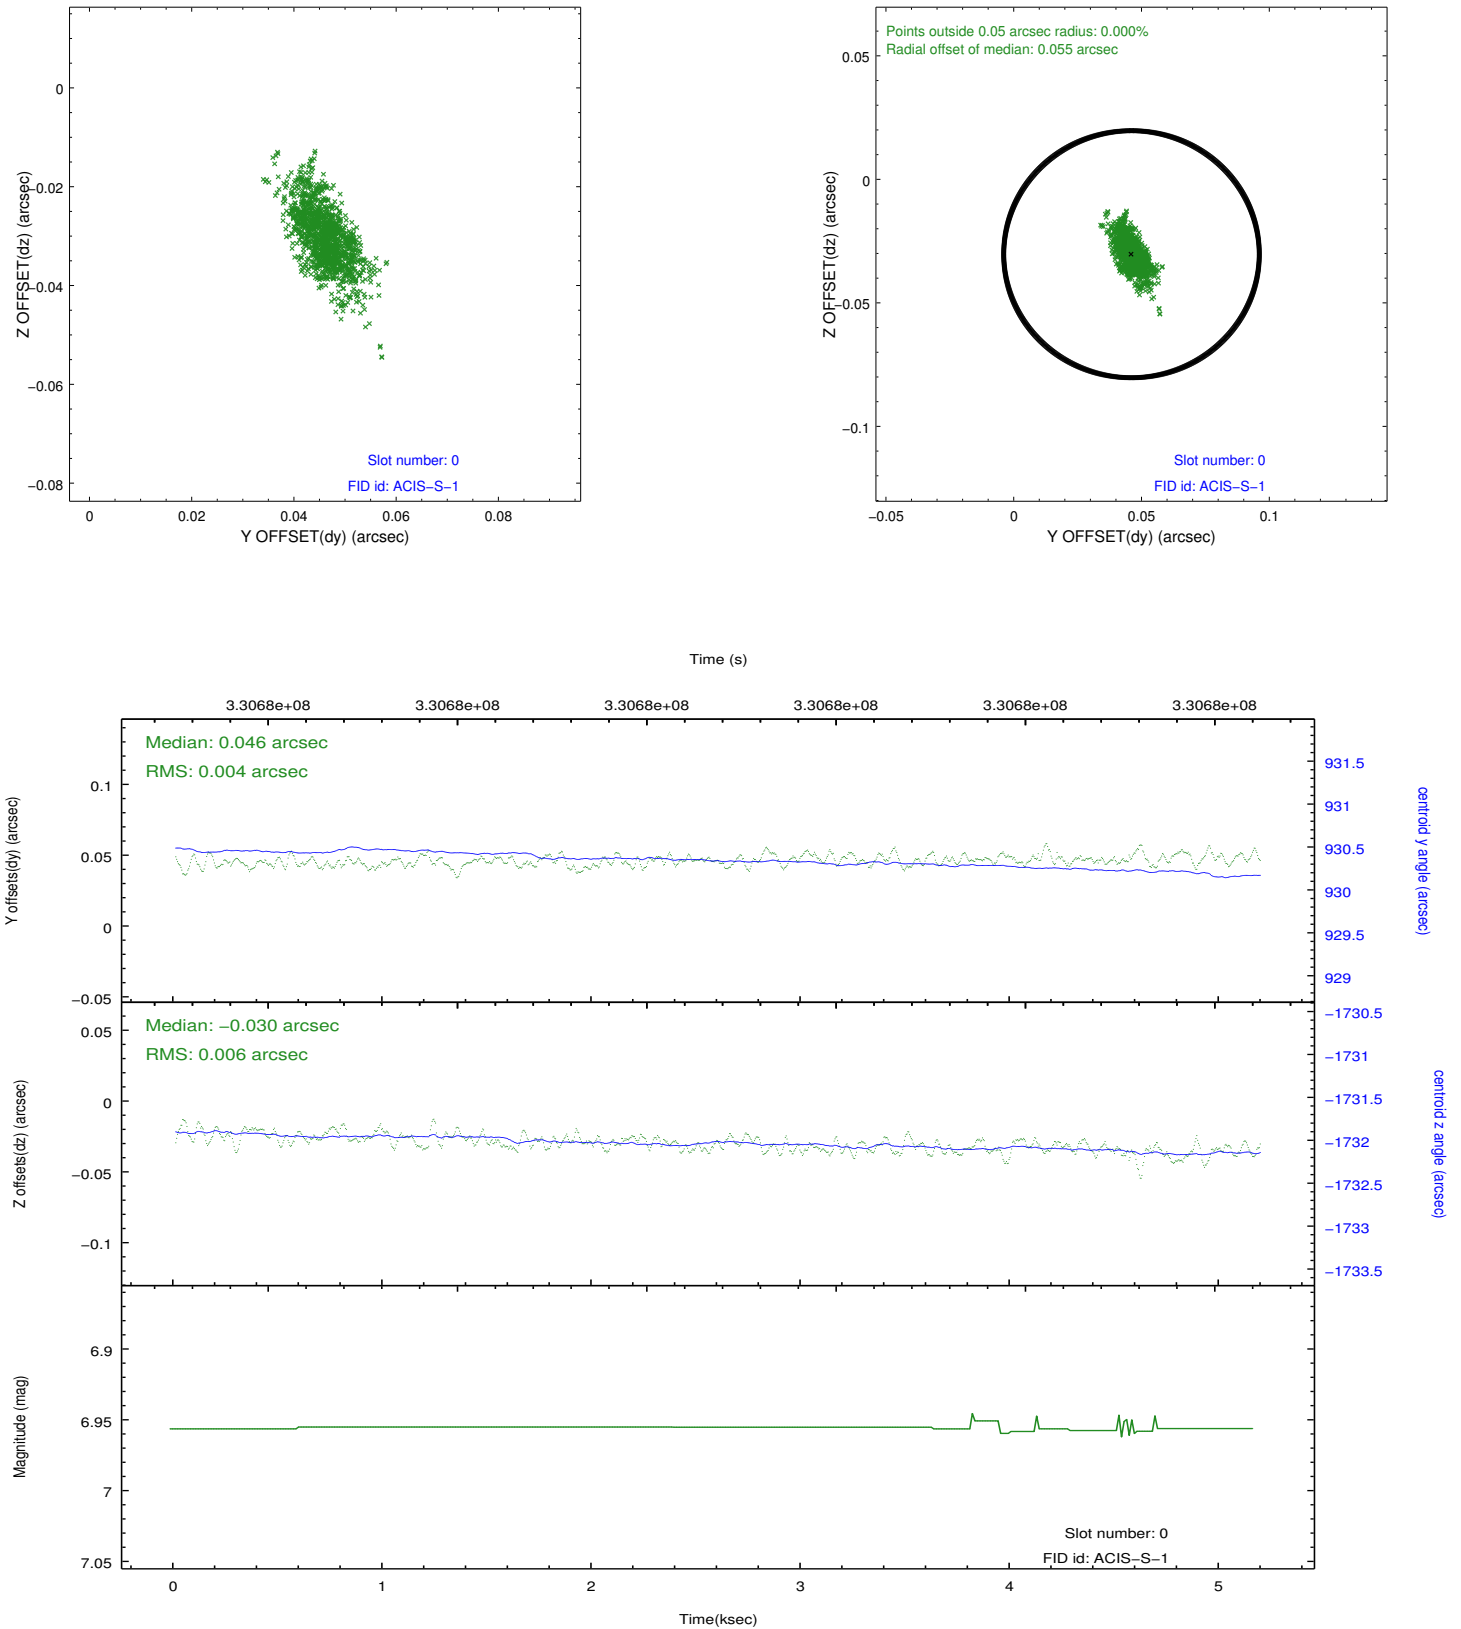 0
−0.02
−0.04
−0.06
−0.08
Z OFFSET(dz) (arcsec)
Slot number: 0
FID id: ACIS−S−1
0 0.02 0.04 0.06 0.08
Y OFFSET(dy) (arcsec)
Points outside 0.05 arcsec radius: 0.000%
Radial offset of median: 0.055 arcsec
0.05
0
−0.05
−0.1
Z OFFSET(dz) (arcsec)
Slot number: 0
FID id: ACIS−S−1
−0.05 0 0.05 0.1
Y OFFSET(dy) (arcsec)
Time (s)
3.3068e+08 3.3068e+08 3.3068e+08 3.3068e+08 3.3068e+08 3.3068e+08
Median: 0.046 arcsec
RMS: 0.004 arcsec
0.1
0.05
0
−0.05
Y offsets(dy) (arcsec)
931.5
931
930.5
930
929.5
929
centroid y angle (arcsec)
Median: −0.030 arcsec
RMS: 0.006 arcsec
0.05
0
−0.05
−0.1
Z offsets(dz) (arcsec)
−1730.5
−1731
−1731.5
−1732
−1732.5
−1733
−1733.5
centroid z angle (arcsec)
6.9
6.95
7
7.05
Magnitude (mag)
Slot number: 0
FID id: ACIS−S−1
0 1 2 3 4 5
Time(ksec)